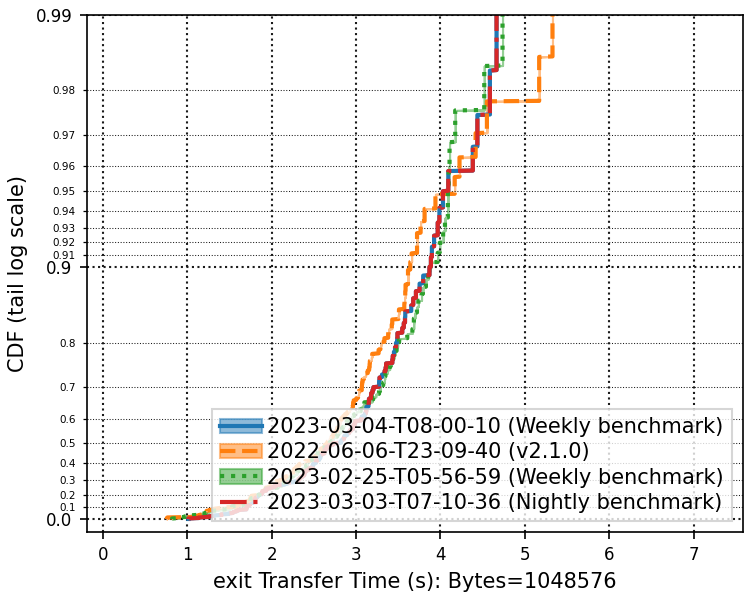 CDF (tail log scale)
0.99
0.98
0.97
0.96
0.95
0.94
0.93
0.92
0.91
0.9
0.8
0.7
0.6
0.5
0.4
0.3
0.2
0.1
0.0
2023-03-04-T08-00-10 (Weekly benchmark)
2022-06-06-T23-09-40 (v2.1.0)
2023-02-25-T05-56-59 (Weekly benchmark)
2023-03-03-T07-10-36 (Nightly benchmark)
0 1 2 3 4 5 6 7
exit Transfer Time (s): Bytes=1048576